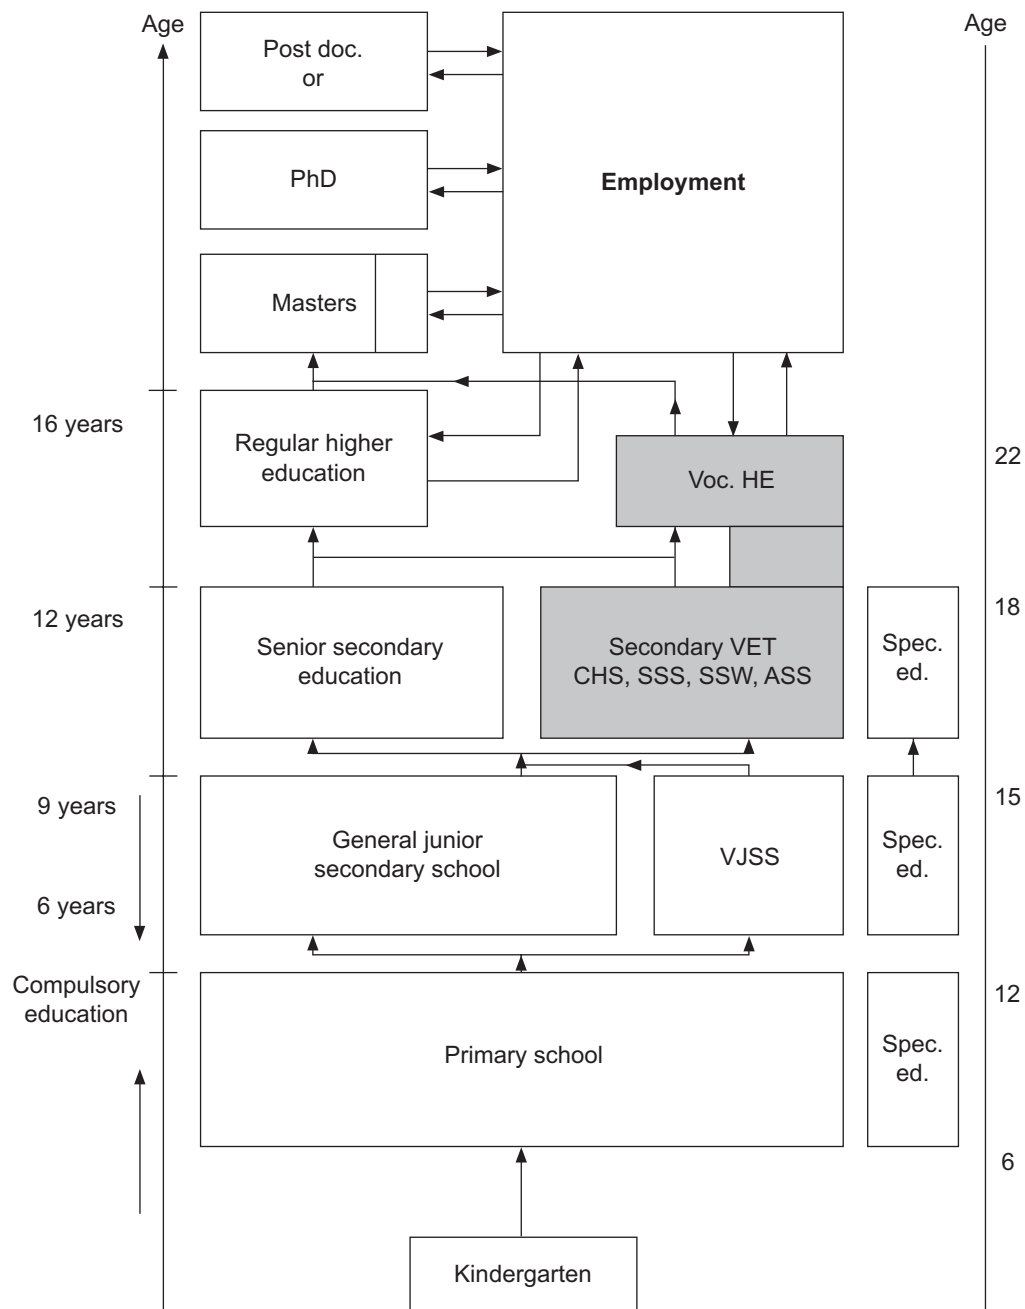 Age
Age
Post doc.
or
PhD
Employment
Masters
16 years
Regular higher
education
Voc. HE
22
12 years
Senior secondary
education
Secondary VET
CHS, SSS, SSW, ASS
Spec.
ed.
18
9 years
General junior
secondary school
VJSS
Spec.
ed.
15
6 years
Compulsory
education
Primary school
Spec.
ed.
12
6
Kindergarten